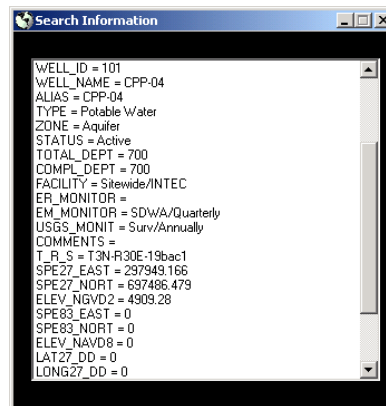 Search Information
WELL_ID = 101
WELL_NAME = CPP-04
ALIAS = CPP-04
TYPE = Potable Water
ZONE = Aquifer
STATUS = Active
TOTAL_DEPT = 700
COMPL_DEPT = 700
FACILITY = Sitewide/INTEC
ER_MONITOR =
EM_MONITOR = SDWA/Quarterly
USGS_MONIT = Surv/Annually
COMMENTS =
T_R_S = T3N-R30E-19bac1
SPE27_EAST = 297949.166
SPE27_NORT = 697486.479
ELEV_NGVD2 = 4909.28
SPE83_EAST = 0
SPE83_NORT = 0
ELEV_NAVD8 = 0
LAT27_DD = 0
LONG27_DD = 0